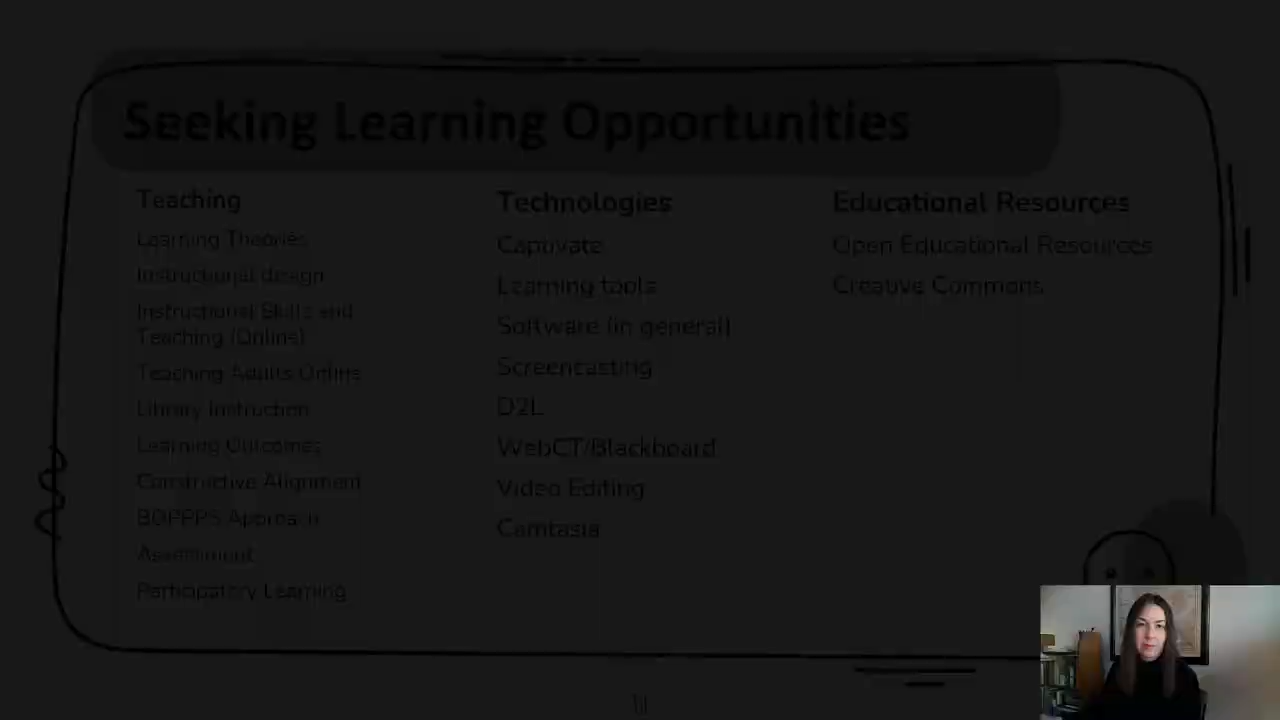 Seeking Learning Opportunities
Teaching
Learning Theories
Instructional design
Instructional Skills and
Teaching (Online)
Teaching Adults Online
Library Instruction
Learning Outcomes
Constructive Alignment
BOPPPS Approach
Assessment
Participatory Learning
Technologies
Captivate
Learning tools
Software (in general)
Screencasting
D2L
WebCT/Blackboard
Video Editing
Camtasia
Educational Resources
Open Educational Resources
Creative Commons